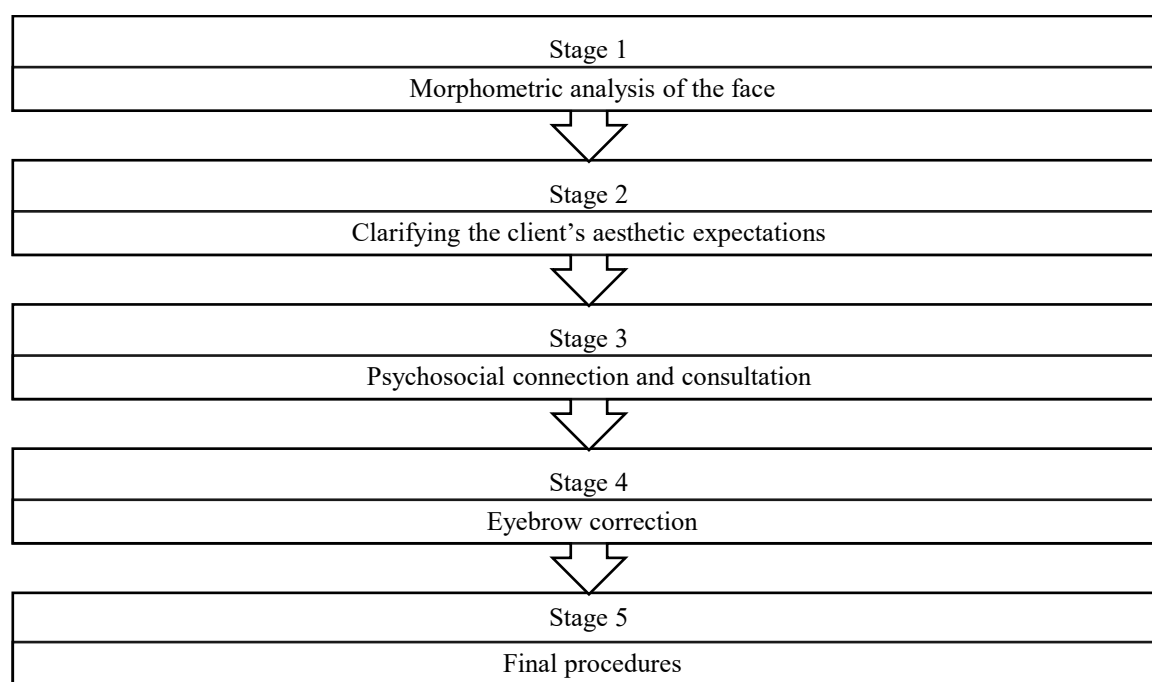 Stage 1
Morphometric analysis of the face
Stage 2
Clarifying the client’s aesthetic expectations
Stage 3
Psychosocial connection and consultation
Stage 4
Eyebrow correction
Stage 5
Final procedures